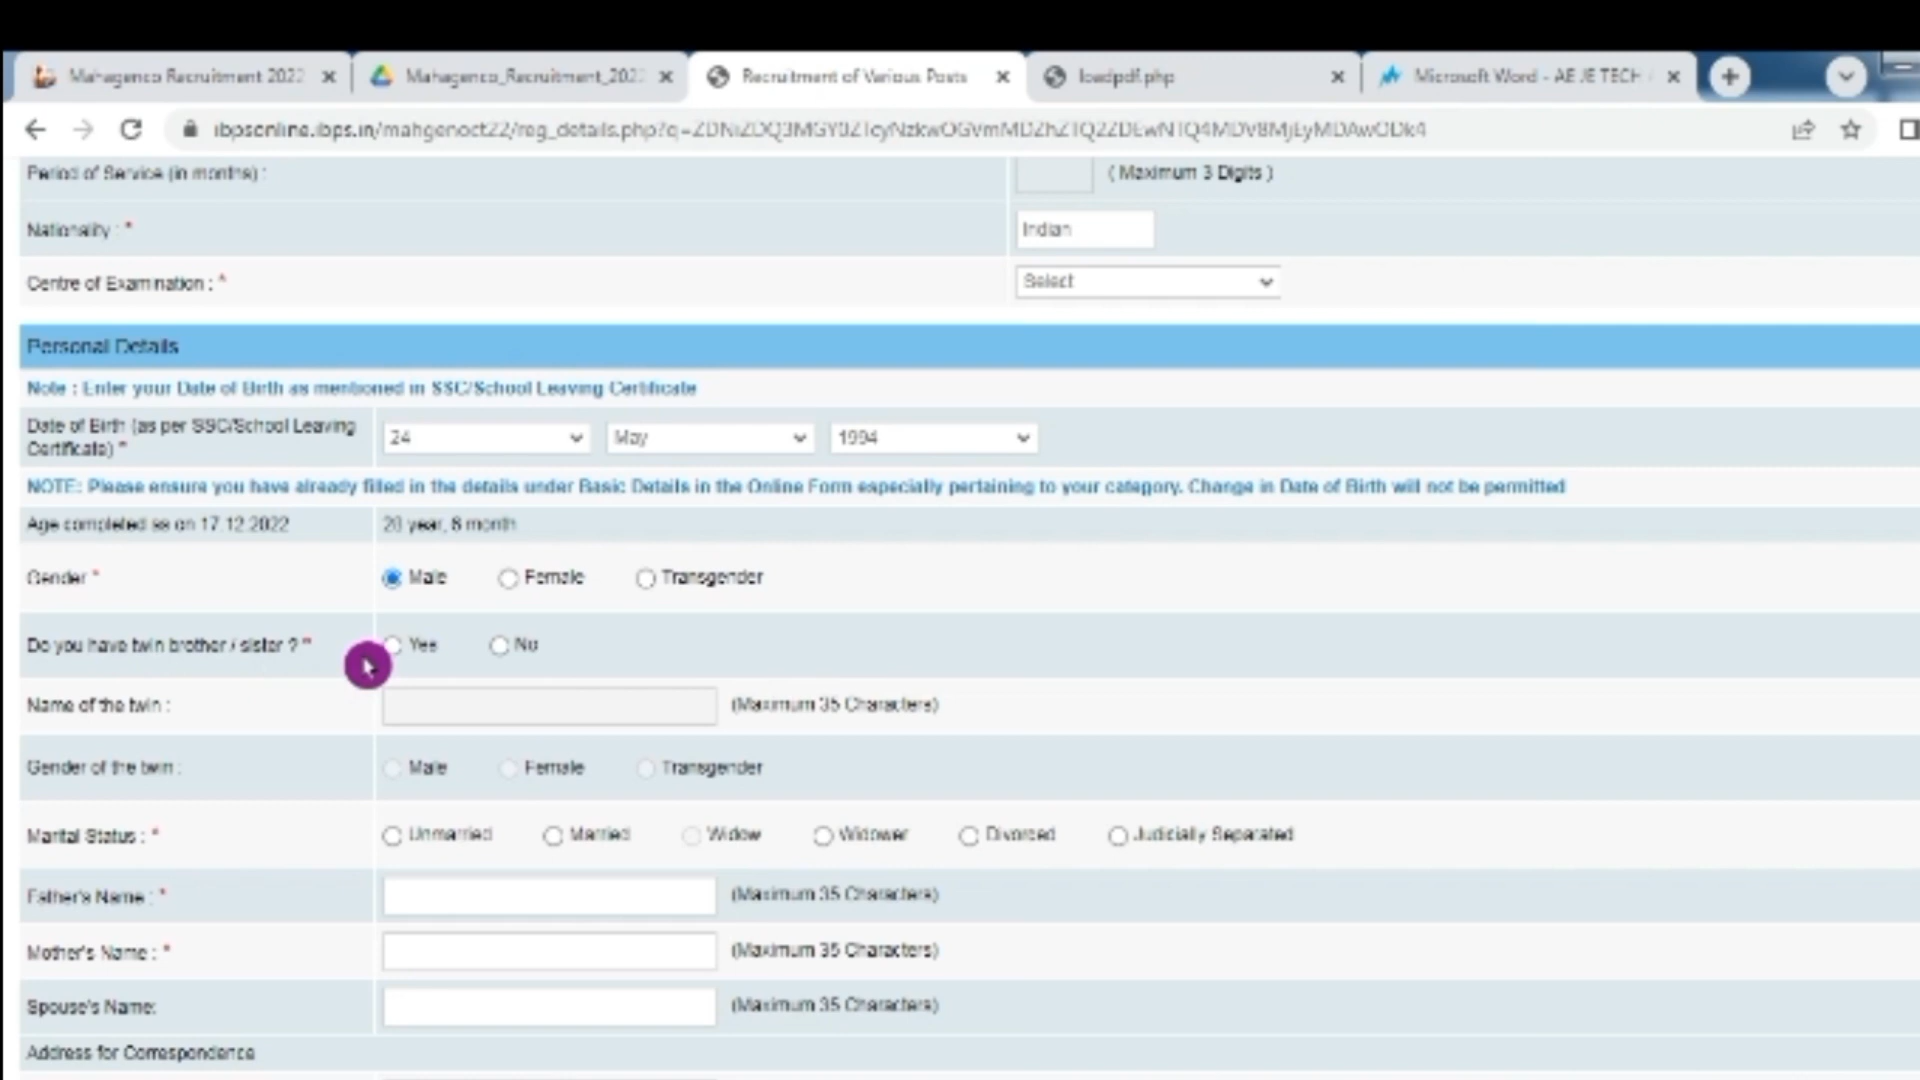 Mahagenco Recruitment 2022
Mahagenco_Recruitment_202
Recruitment of Various Posts
loadpdf.php
Microsoft Word - AE JE TECH
Period of Service (in months) :
( Maximum 3 Digits )
Nationality : *
Indian
Centre of Examination : *
Select
Personal Details
Note : Enter your Date of Birth as mentioned in SSC/School Leaving Certificate
Date of Birth (as per SSC/School Leaving
Certificate) *
24 May 1994
NOTE: Please ensure you have already filled in the details under Basic Details in the Online Form especially pertaining to your category. Change in Date of Birth will not be permitted
Age completed as on 17.12.2022
year, 6 month
Gender *
Male Female Transgender
Do you have twin brother / sister ? *
Yes No
Name of the twin :
(Maximum 35 Characters)
Gender of the twin :
Male Female Transgender
Marital Status : *
Unmarried Married Widow Widower Divorced Judicially Separated
Father's Name : *
(Maximum 35 Characters)
Mother's Name : *
(Maximum 35 Characters)
Spouse's Name:
(Maximum 35 Characters)
Address for Correspondence